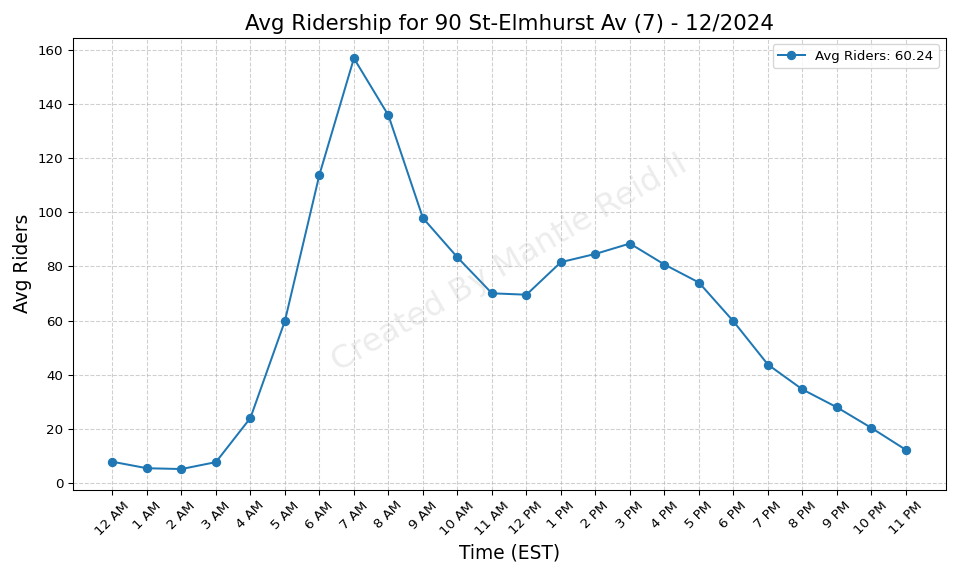 Avg Ridership for 90 St-Elmhurst Av (7) - 12/2024
Avg Riders: 60.24
160
140
120
100
80
60
40
20
0
Avg Riders
Created By Mantle Reid II
12 AM
1 AM
2 AM
3 AM
4 AM
5 AM
6 AM
7 AM
8 AM
9 AM
10 AM
11 AM
12 PM
1 PM
2 PM
3 PM
4 PM
5 PM
6 PM
7 PM
8 PM
9 PM
10 PM
11 PM
Time (EST)